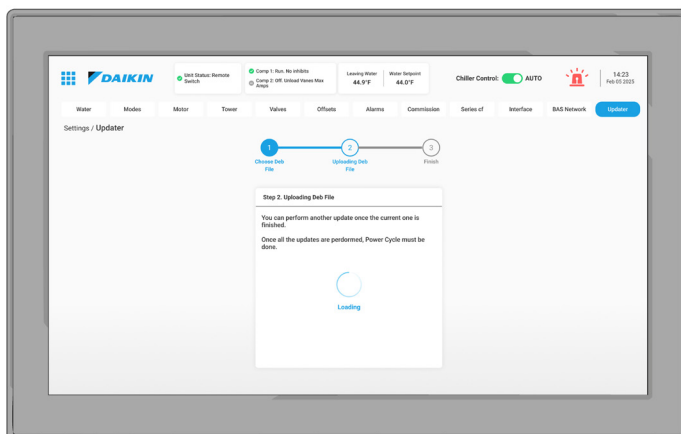 DAIKIN
Unit Status: Remote
Switch
Comp 1: Run. No inhibits
Comp 2: Off. Unload Vanes-Max
Amps
Leaving Water
44.9°F
Water Setpoint
44.0°F
Chiller Control:
AUTO
14:23
Feb 05 2025
Water Modes Motor Tower Valves Offsets Alarms Commission Series of Interface BAS Network Updater
Settings / Updater
1 2 3
Choose Deb
File
Uploading Deb
File
Finish
Step 2. Uploading Deb File
You can perform another update once the current one is
finished.
Once all the updates are perdormed, Power Cycle must be
done.
Loading